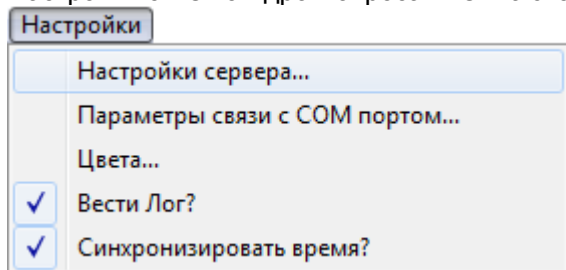 Настройки
Настройки сервера...
Параметры связи с COM портом...
Цвета...
Вести Лог?
Синхронизировать время?